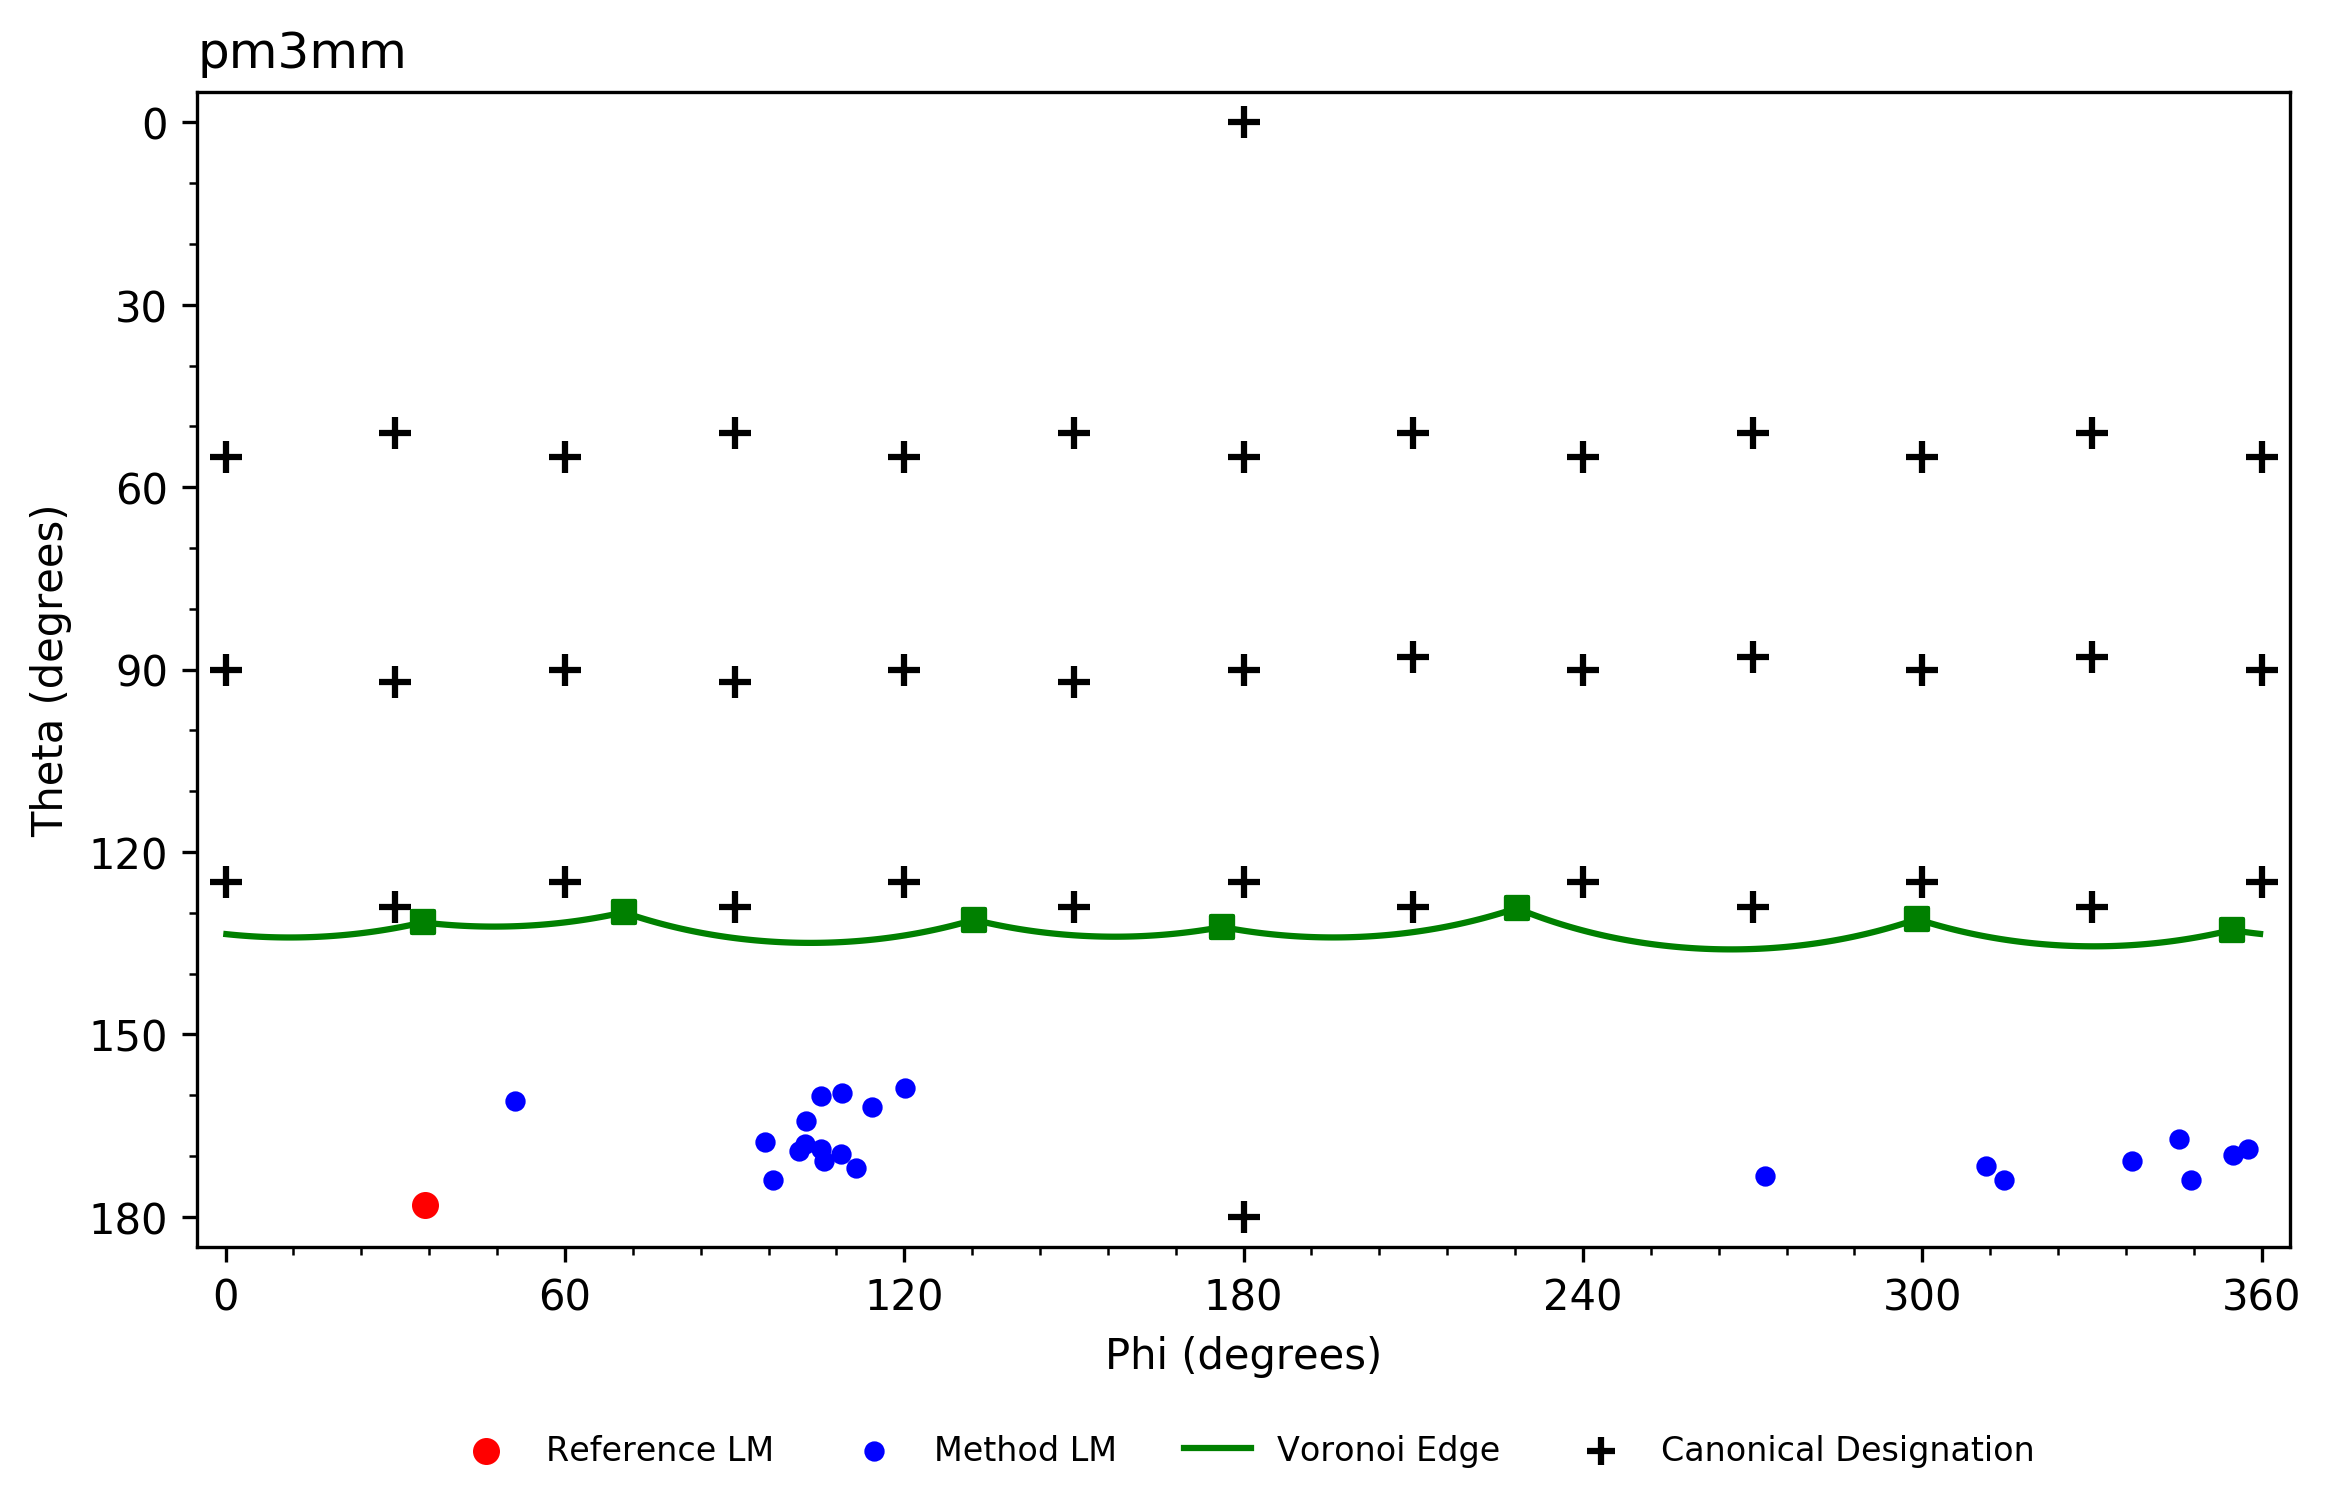 pm3mm
0
30
60
90
120
150
180
Theta (degrees)
0 60 120 180 240 300 360
Phi (degrees)
Reference LM Method LM Voronoi Edge Canonical Designation